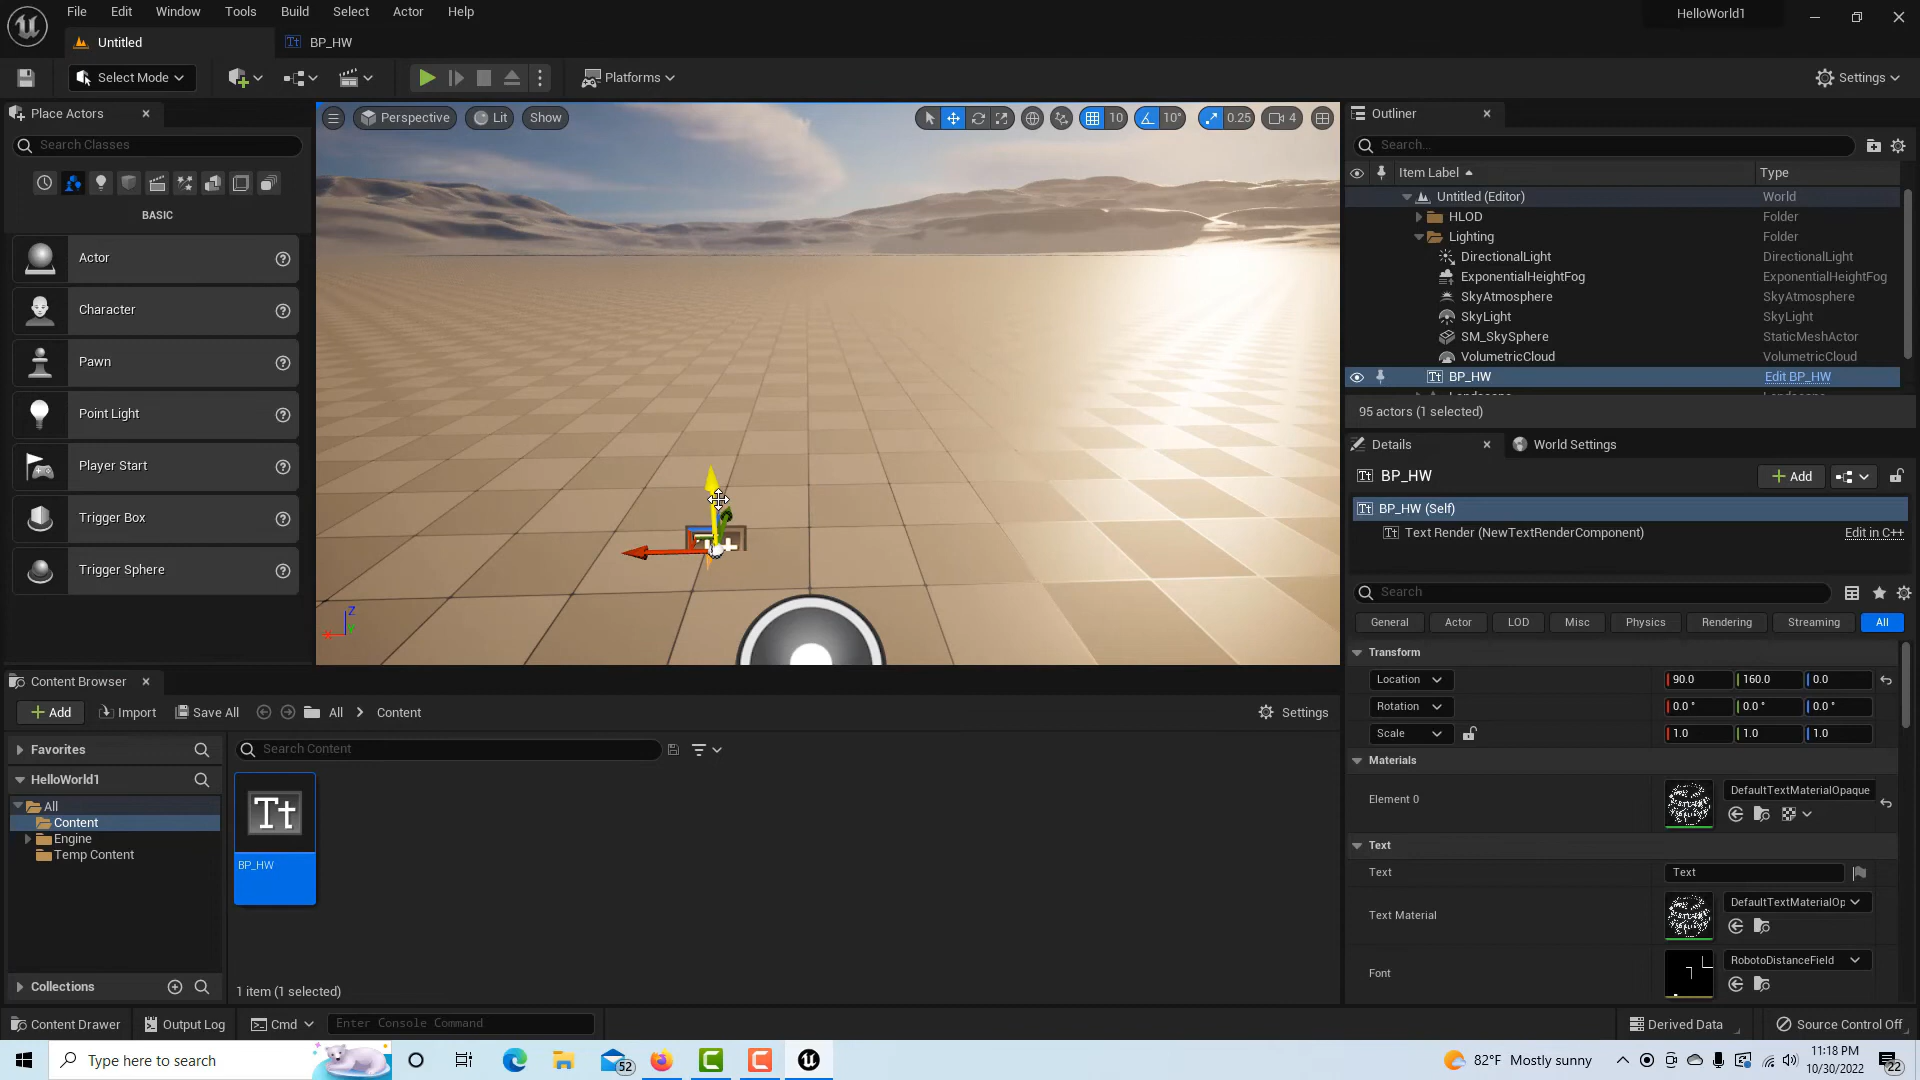 File Edit Window Tools Build Select Actor Help
HelloWorld1
Untitled
BP_HW
Select Mode
Platforms
Settings
Place Actors
Search Classes
BASIC
Actor
Character
Pawn
Point Light
Player Start
Trigger Box
Trigger Sphere
Perspective
Lit
Show
10
10°
0.25
4
Z
X
Y
Outliner
Search...
Item Label Type
Untitled (Editor) World
HLOD Folder
Lighting Folder
DirectionalLight DirectionalLight
ExponentialHeightFog ExponentialHeightFog
SkyAtmosphere SkyAtmosphere
SkyLight SkyLight
SM_SkySphere StaticMeshActor
VolumetricCloud VolumetricCloud
BP_HW Edit BP_HW
95 actors (1 selected)
Details
World Settings
BP_HW
Add
BP_HW (Self)
Text Render (NewTextRenderComponent) Edit in C++
Search
General Actor LOD Misc Physics Rendering Streaming All
Transform
Location 90.0 160.0 0.0
Rotation 0.0° 0.0° 0.0°
Scale 1.0 1.0 1.0
Materials
Element 0
DefaultTextMaterialOpaque
Text
Text Text
Text Material
DefaultTextMaterialOp
Font
RobotoDistanceField
Content Browser
Add Import Save All All Content Settings
Favorites
Search Content
HelloWorld1
All
Content
Engine
Temp Content
Collections
Tt
BP_HW
1 item (1 selected)
Content Drawer
Output Log
Cmd
Enter Console Command
Derived Data
Source Control Off
Type here to search
52
82°F Mostly sunny
11:18 PM
10/30/2022
22